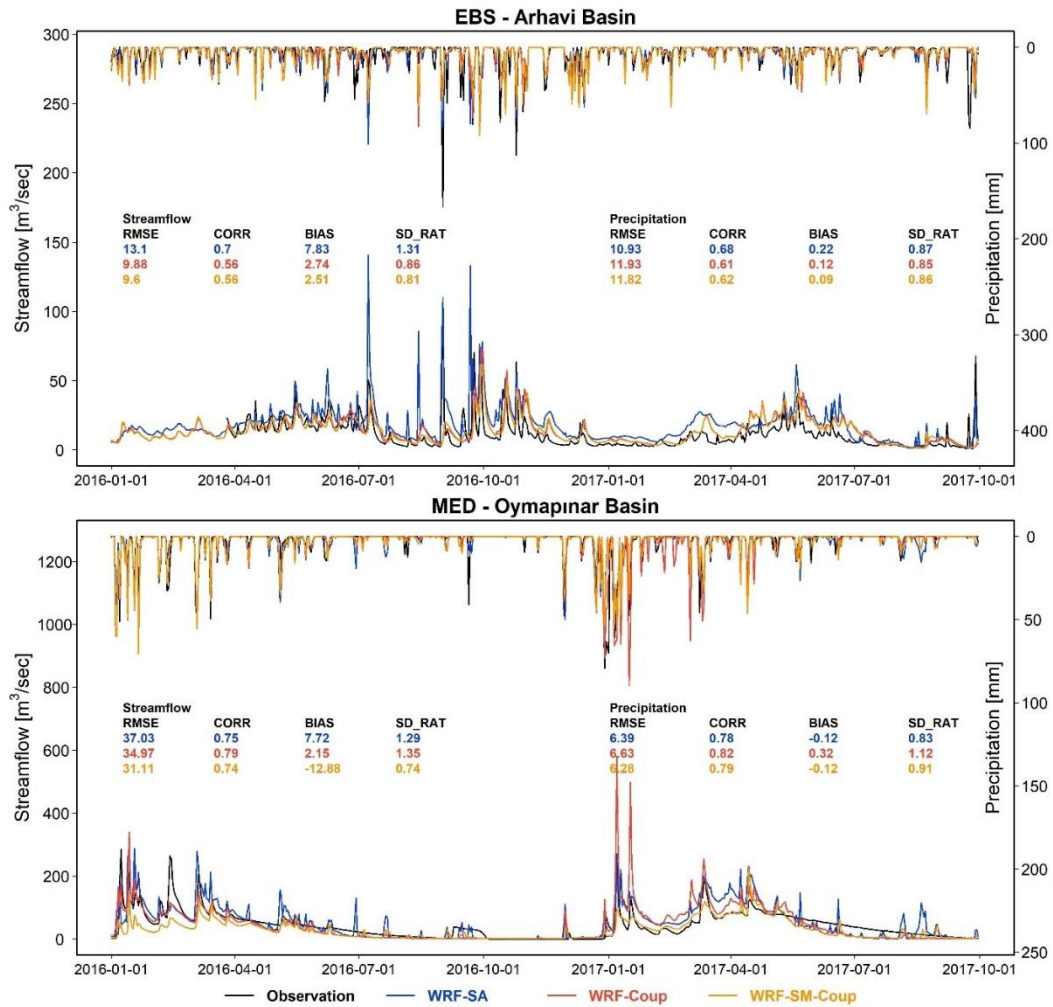 EBS - Arhavi Basin
Streamflow [m³/sec]
300
250
200
150
100
50
0
Precipitation [mm]
0
100
200
300
400
Streamflow
RMSE CORR BIAS SD_RAT
13.1 0.7 7.83 1.31
9.88 0.56 2.74 0.86
9.6 0.56 2.51 0.81
Precipitation
RMSE CORR BIAS SD_RAT
10.93 0.68 0.22 0.87
11.93 0.61 0.12 0.85
11.82 0.62 0.09 0.86
2016-01-01 2016-04-01 2016-07-01 2016-10-01 2017-01-01 2017-04-01 2017-07-01 2017-10-01
MED - Oymapınar Basin
Streamflow [m³/sec]
1200
1000
800
600
400
200
0
Precipitation [mm]
0
50
100
150
200
250
Streamflow
RMSE CORR BIAS SD_RAT
37.03 0.75 7.72 1.29
34.97 0.79 2.15 1.35
31.11 0.74 -12.88 0.74
Precipitation
RMSE CORR BIAS SD_RAT
6.39 0.78 -0.12 0.83
6.63 0.82 0.32 1.12
6.28 0.79 -0.12 0.91
2016-01-01 2016-04-01 2016-07-01 2016-10-01 2017-01-01 2017-04-01 2017-07-01 2017-10-01
Observation WRF-SA WRF-Coup WRF-SM-Coup